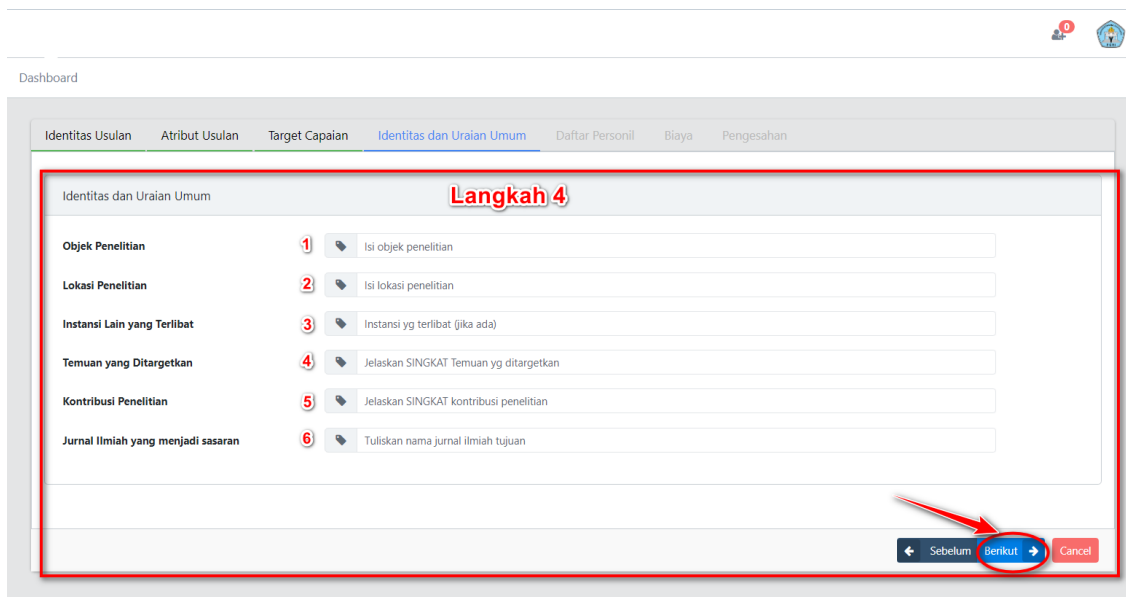 0
Dashboard
Identitas Usulan Atribut Usulan Target Capaian Identitas dan Uraian Umum Daftar Personil Biaya Pengesahan
Identitas dan Uraian Umum Langkah 4
Objek Penelitian 1 Isi objek penelitian
Lokasi Penelitian 2 Isi lokasi penelitian
Instansi Lain yang Terlibat 3 Instansi yg terlibat (jika ada)
Temuan yang Ditargetkan 4 Jelaskan SINGKAT Temuan yg ditargetkan
Kontribusi Penelitian 5 Jelaskan SINGKAT kontribusi penelitian
Jurnal Ilmiah yang menjadi sasaran 6 Tuliskan nama jurnal ilmiah tujuan
Sebelum Berikut Cancel